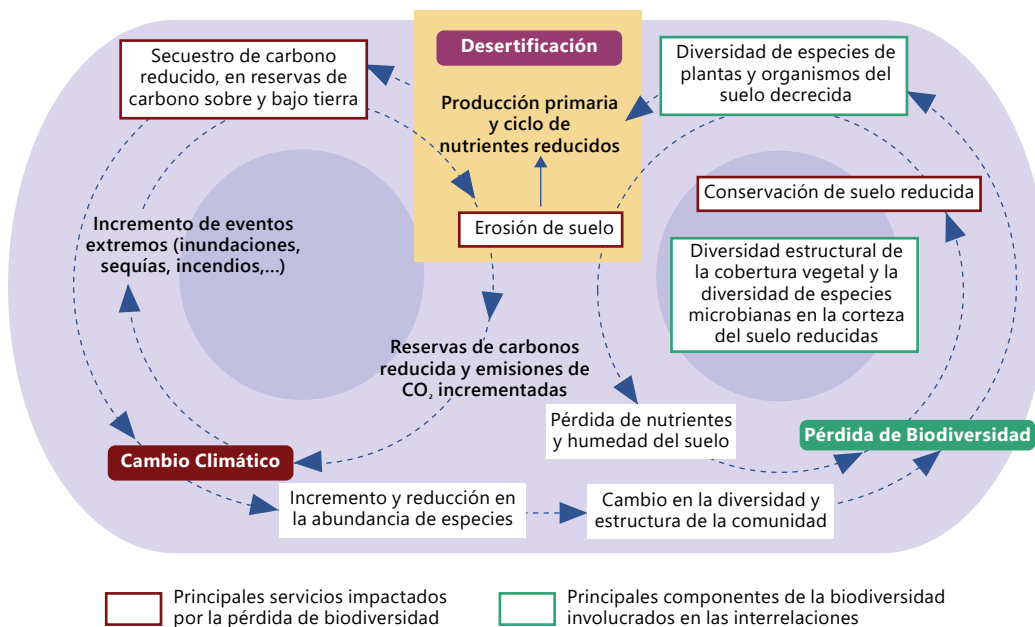 Secuestro de carbono
reducido, en reservas de
carbono sobre y bajo tierra
Desertificación
Producción primaria
y ciclo de
nutrientes reducidos
Erosión de suelo
Diversidad de especies de
plantas y organismos del
suelo decrecida
Conservación de suelo reducida
Diversidad estructural de
la cobertura vegetal y la
diversidad de especies
microbianas en la corteza
del suelo reducidas
Incremento de eventos
extremos (inundaciones,
sequías, incendios,...)
Reservas de carbonos
reducida y emisiones de
CO₂ incrementadas
Pérdida de nutrientes
y humedad del suelo
Pérdida de Biodiversidad
Cambio Climático
Incremento y reducción en
la abundancia de especies
Cambio en la diversidad y
estructura de la comunidad
Principales servicios impactados
por la pérdida de biodiversidad
Principales componentes de la biodiversidad
involucrados en las interrelaciones